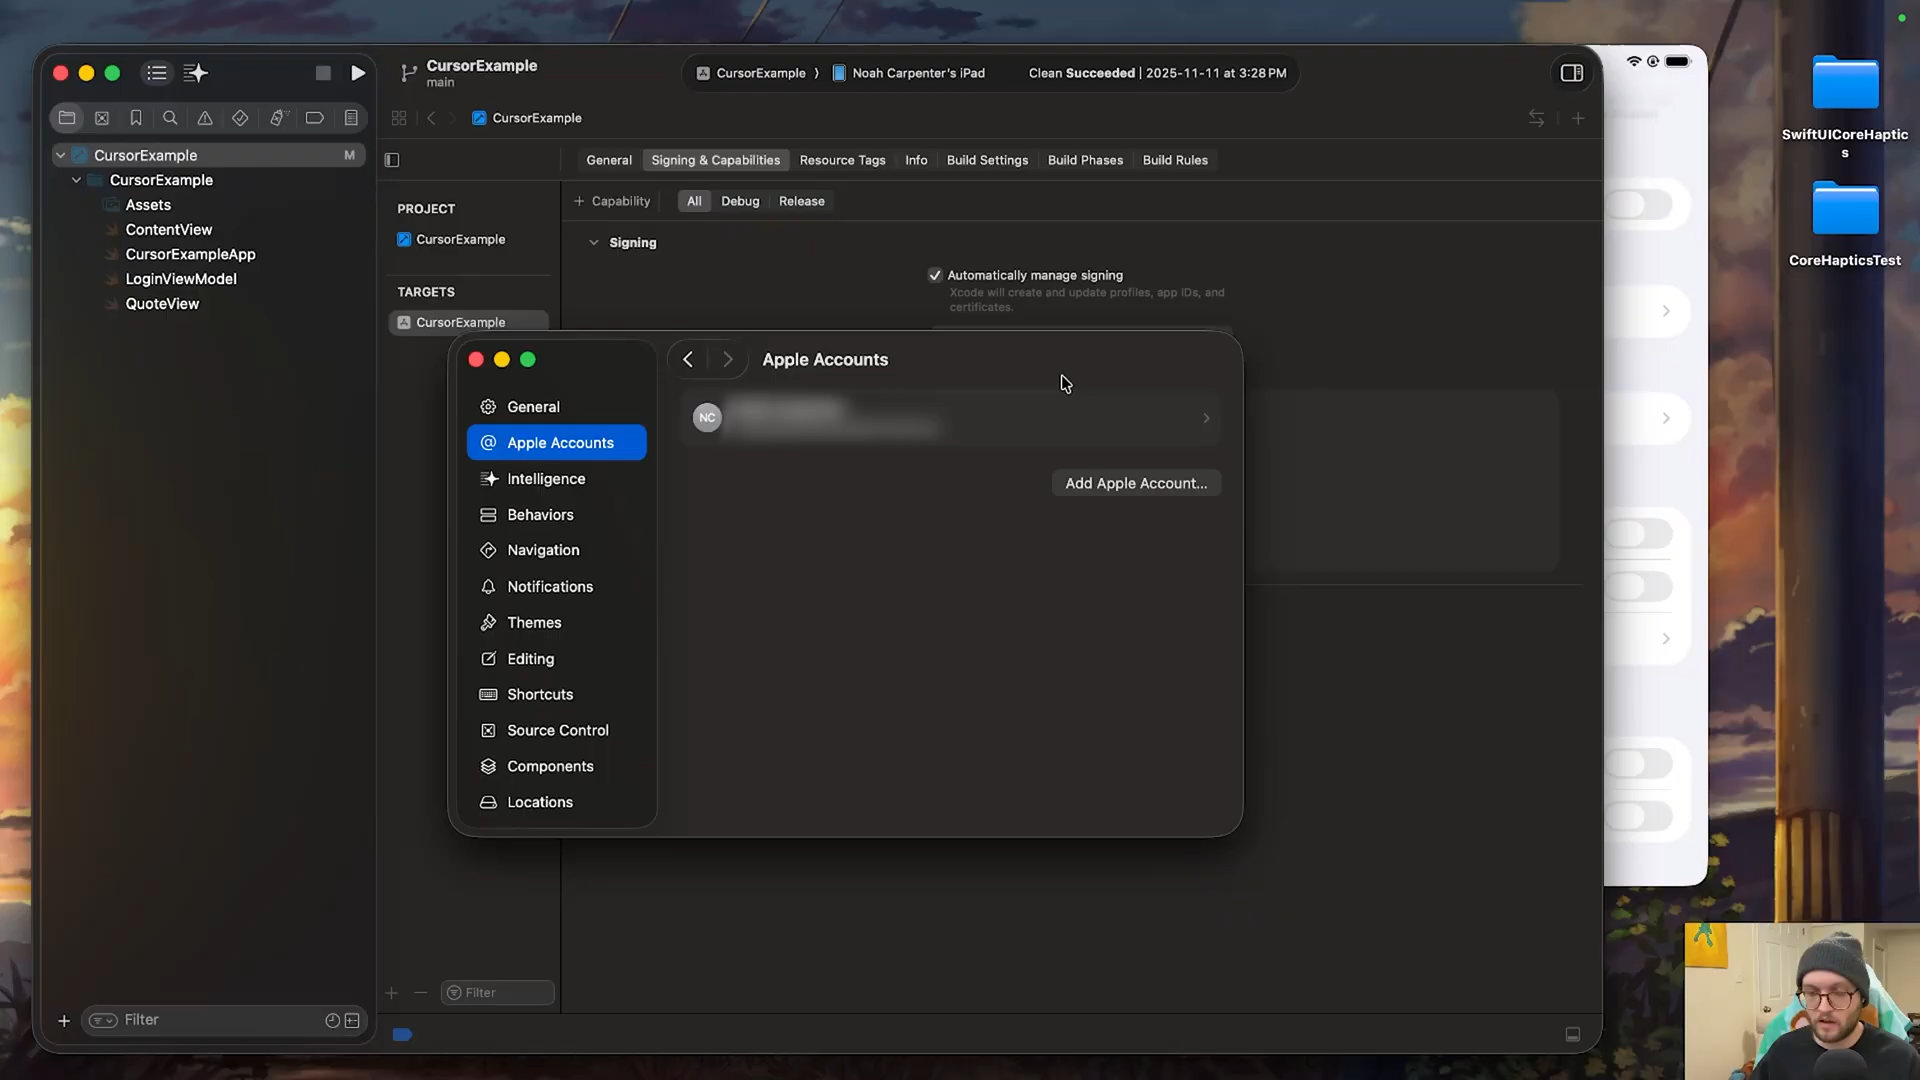 CursorExample
main
CursorExample
Noah Carpenter's iPad
Clean Succeeded | 2025-11-11 at 3:28 PM
CursorExample
CursorExample
M
CursorExample
Assets
ContentView
CursorExampleApp
LoginViewModel
QuoteView
Filter
General
Signing & Capabilities
Resource Tags
Info
Build Settings
Build Phases
Build Rules
PROJECT
CursorExample
TARGETS
CursorExample
Filter
+ Capability
All
Debug
Release
Signing
Automatically manage signing
Xcode will create and update profiles, app IDs, and
certificates.
General
Apple Accounts
Intelligence
Behaviors
Navigation
Notifications
Themes
Editing
Shortcuts
Source Control
Components
Locations
Apple Accounts
NC
Add Apple Account...
SwiftUICoreHaptic
s
CoreHapticsTest